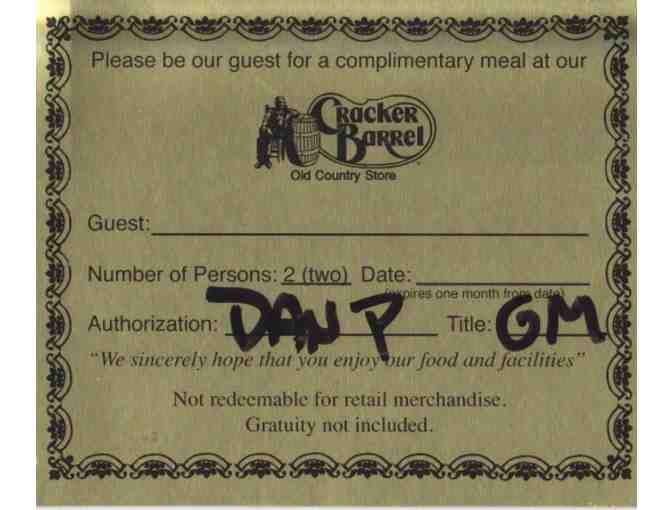 Please be our guest for a complimentary meal at our
Cracker
Barrel
Old Country Store
Guest:
Number of Persons: 2 (two) Date:
(expires one month from date)
Authorization: DAN P Title: GM
“We sincerely hope that you enjoy our food and facilities”
Not redeemable for retail merchandise.
Gratuity not included.